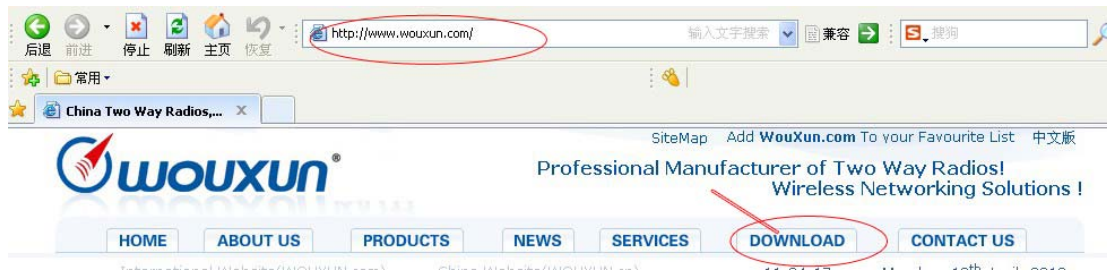 后退 前进 停止 刷新 主页 恢复 http://www.wouxun.com/ 输入文字搜索 兼容 搜狗
常用
China Two Way Radios,... x
SiteMap Add WouXun.com To your Favourite List 中文版
WOUXUN®
Professional Manufacturer of Two Way Radios!
Wireless Networking Solutions !
HOME ABOUT US PRODUCTS NEWS SERVICES DOWNLOAD CONTACT US